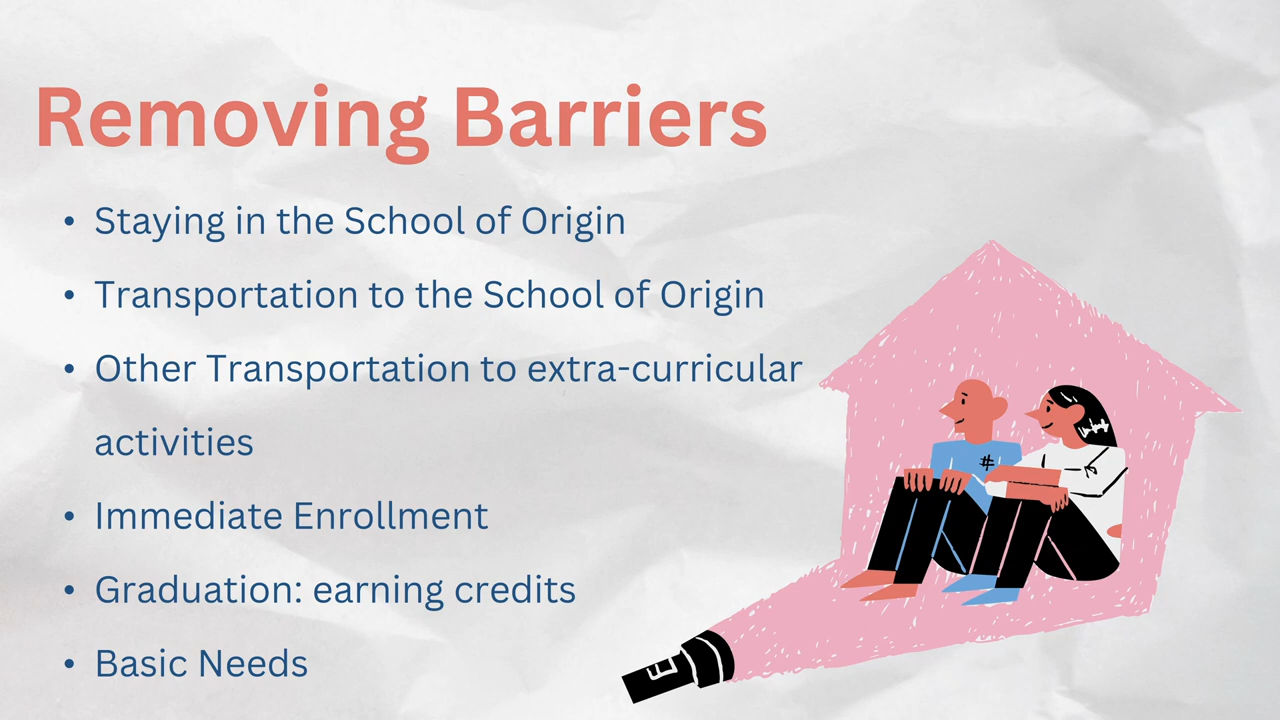 Removing Barriers
• Staying in the School of Origin
• Transportation to the School of Origin
• Other Transportation to extra-curricular
activities
• Immediate Enrollment
• Graduation: earning credits
• Basic Needs